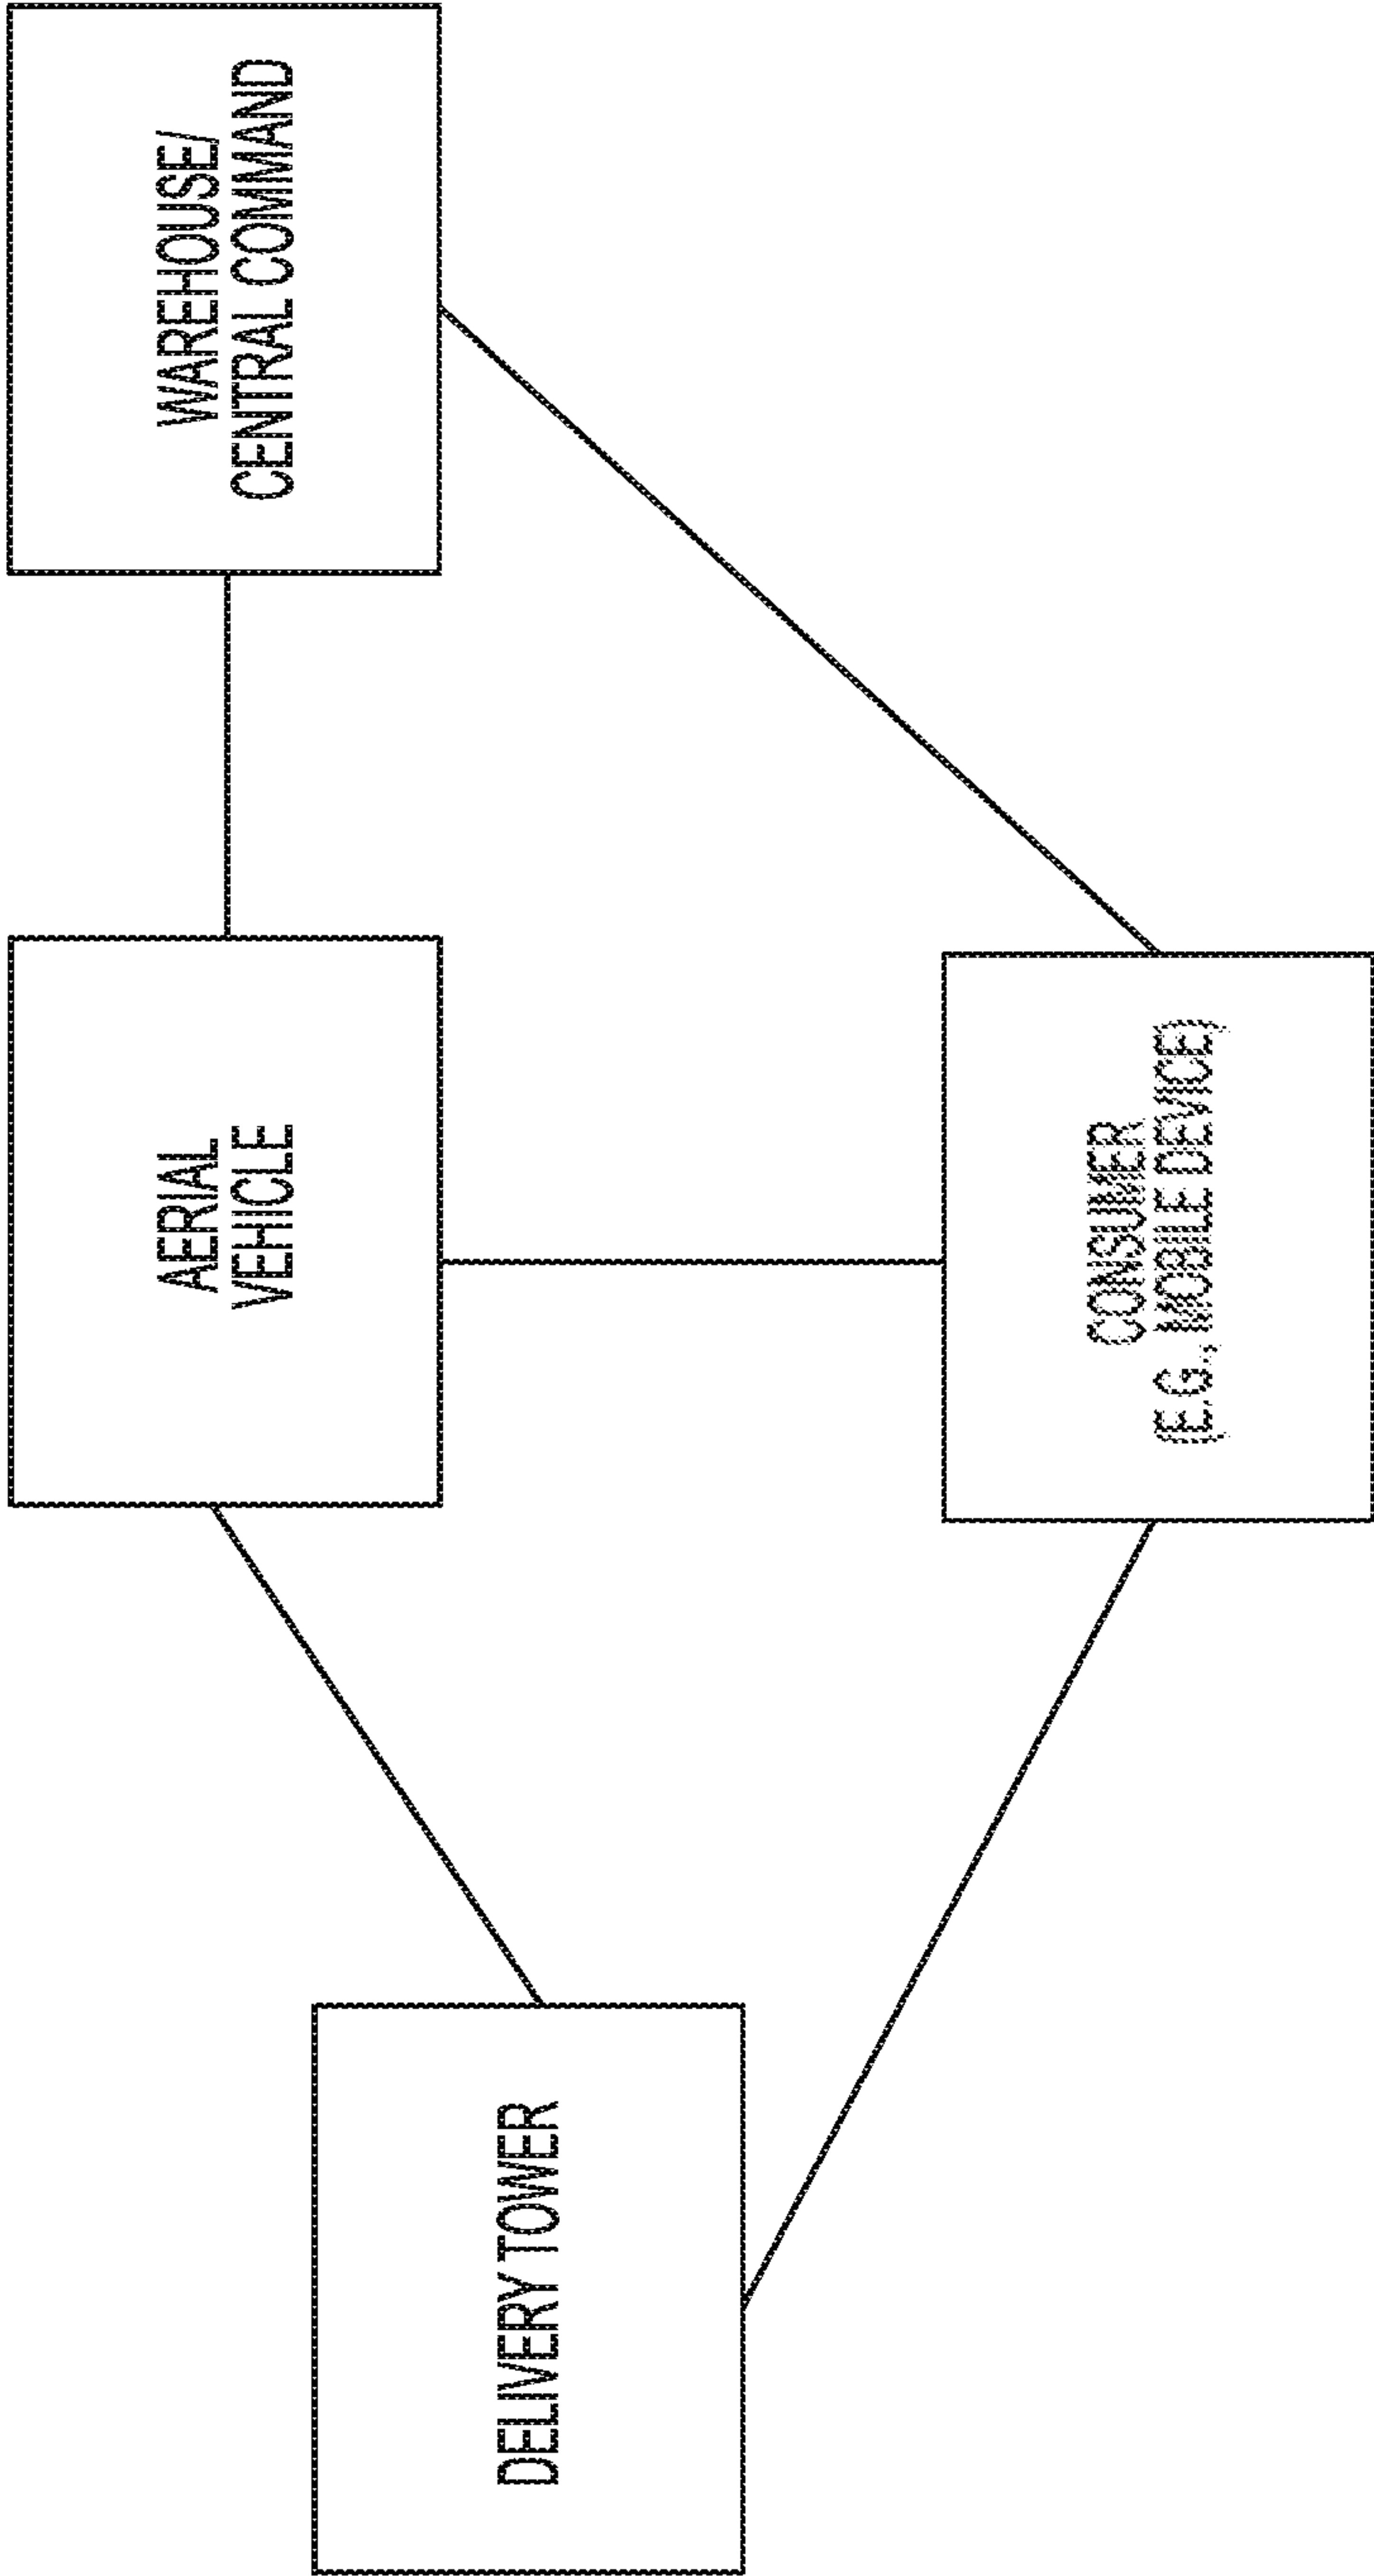 DELIVERY TOWER
AERIAL
VEHICLE
WAREHOUSE/
CENTRAL COMMAND
CONSUMER
(E.G., MOBILE DEVICE)